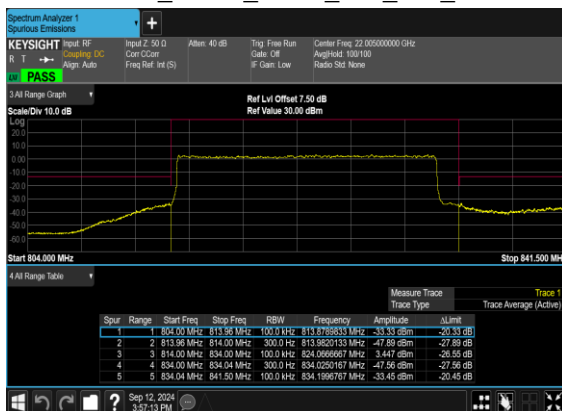 Spectrum Analyzer 1
Spurious Emissions
KEYSIGHT Input: RF Input Z: 50 Ω Atten: 40 dB Trig: Free Run Center Freq: 22.005000000 GHz
Coupling: DC Corr CCorr Gate: Off Avg|Hold: 100/100
R T Align: Auto Freq Ref: Int (S) IF Gain: Low Radio Std: None
PASS
3 All Range Graph
Ref Lvl Offset 7.50 dB
Scale/Div 10.0 dB Ref Value 30.00 dBm
Log
20.0
10.0
0.00
-10.0
-20.0
-30.0
-40.0
-50.0
-60.0
Start 804.000 MHz Stop 841.500 MHz
4 All Range Table
Measure Trace Trace 1
Trace Type Trace Average (Active)
Spur Range Start Freq Stop Freq RBW Frequency Amplitude ΔLimit
1 1 804.00 MHz 813.96 MHz 100.0 kHz 813.8789833 MHz -33.33 dBm -20.33 dB
2 2 813.96 MHz 814.00 MHz 300.0 Hz 813.9820133 MHz -47.89 dBm -27.89 dB
3 3 814.00 MHz 834.00 MHz 100.0 kHz 824.0666667 MHz 3.447 dBm -26.55 dB
4 4 834.00 MHz 834.04 MHz 300.0 Hz 834.0250167 MHz -47.56 dBm -27.56 dB
5 5 834.04 MHz 841.50 MHz 100.0 kHz 834.1996767 MHz -33.45 dBm -20.45 dB
Sep 12, 2024
3:57:13 PM